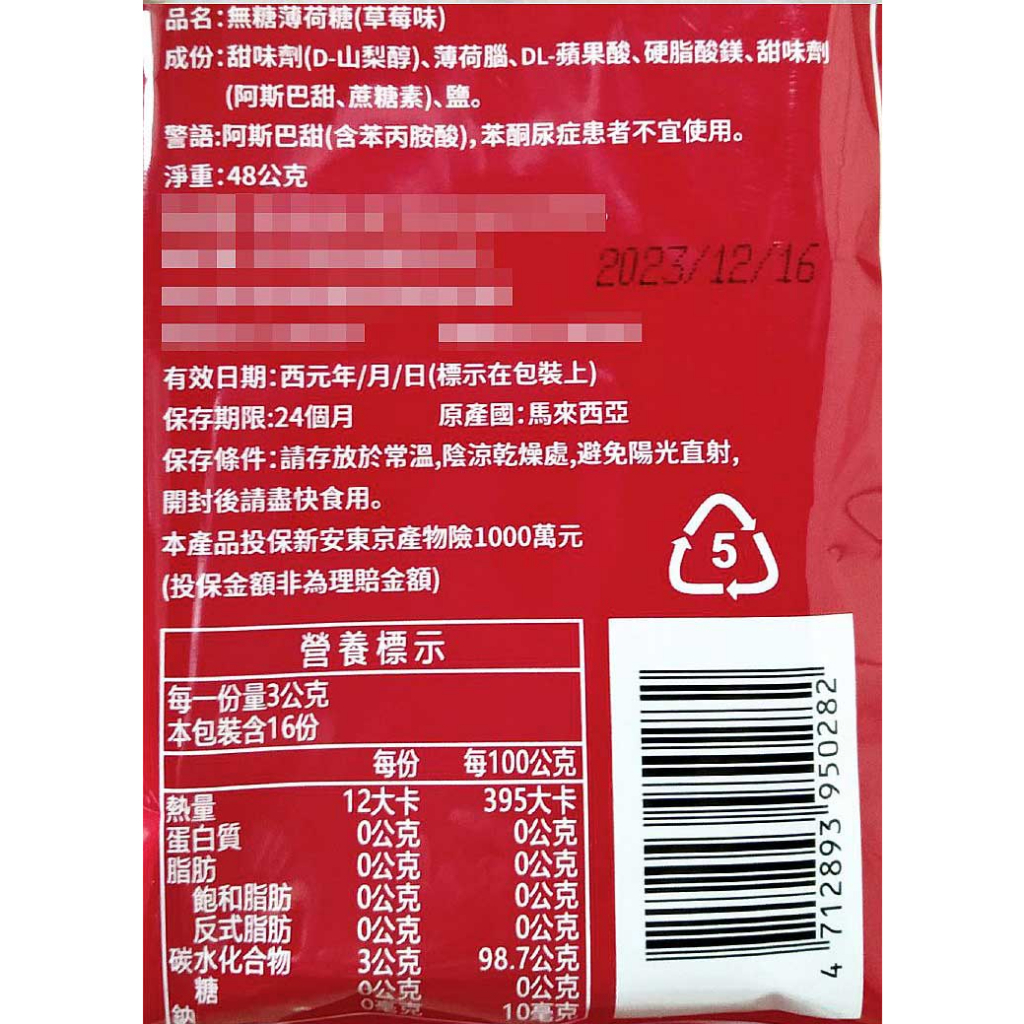 品名:無糖薄荷糖(草莓味)
成份:甜味劑(D-山梨醇)、薄荷腦、DL-蘋果酸、硬脂酸鎂、甜味劑
(阿斯巴甜、蔗糖素)、鹽。
警語:阿斯巴甜(含苯丙胺酸),苯酮尿症患者不宜使用。
淨重:48公克
2023/12/16
有效日期:西元年/月/日(標示在包裝上)
保存期限:24個月 原產國:馬來西亞
保存條件:請存放於常溫,陰涼乾燥處,避免陽光直射,
開封後請盡快食用。
本產品投保新安東京產物險1000萬元
(投保金額非為理賠金額)
5
營養標示
每一份量3公克
本包裝含16份
每份 每100公克
熱量 12大卡 395大卡
蛋白質 0公克 0公克
脂肪 0公克 0公克
飽和脂肪 0公克 0公克
反式脂肪 0公克 0公克
碳水化合物 3公克 98.7公克
糖 0公克 0公克
鈉 0毫克 10毫克
4 712893 950282